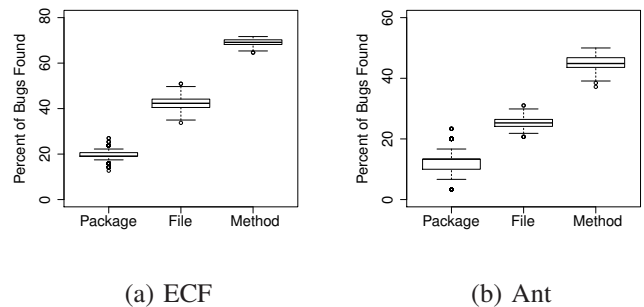 Percent of Bugs Found
80
60
40
20
0
Package File Method
(a) ECF
Percent of Bugs Found
60
40
20
0
Package File Method
(b) Ant